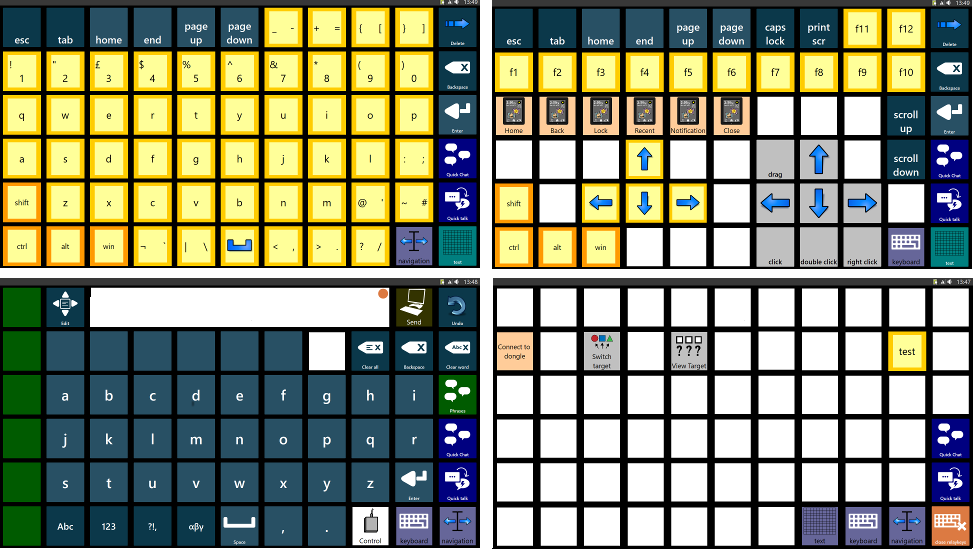 13:49
esc tab home end page up page down _ - + = { [ } ] Delete
! 1 " 2 £ 3 $ 4 % 5 ^ 6 & 7 * 8 ( 9 ) 0 Backspace
q w e r t y u i o p Enter
a s d f g h j k l : ; Quick Chat
shift z x c v b n m @ ' ~ # Quick talk
ctrl alt win ¬ ` | \ < , > . ? / navigation text
13:49
esc tab home end page up page down caps lock print scr f11 f12 Delete
f1 f2 f3 f4 f5 f6 f7 f8 f9 f10 Backspace
Home Back Lock Recent Notification Close scroll up Enter
drag scroll down Quick Chat
shift Quick talk
ctrl alt win click double click right click keyboard text
13:48
Edit Send Undo
Clear all Backspace Clear word
a b c d e f g h i Phrases
j k l m n o p q r Quick Chat
s t u v w x y z Enter Quick talk
Abc 123 ?!, αβγ Space , . Control keyboard navigation
13:47
Connect to dongle Switch target View Target test
Quick Chat
Quick talk
text keyboard navigation close relaykeys